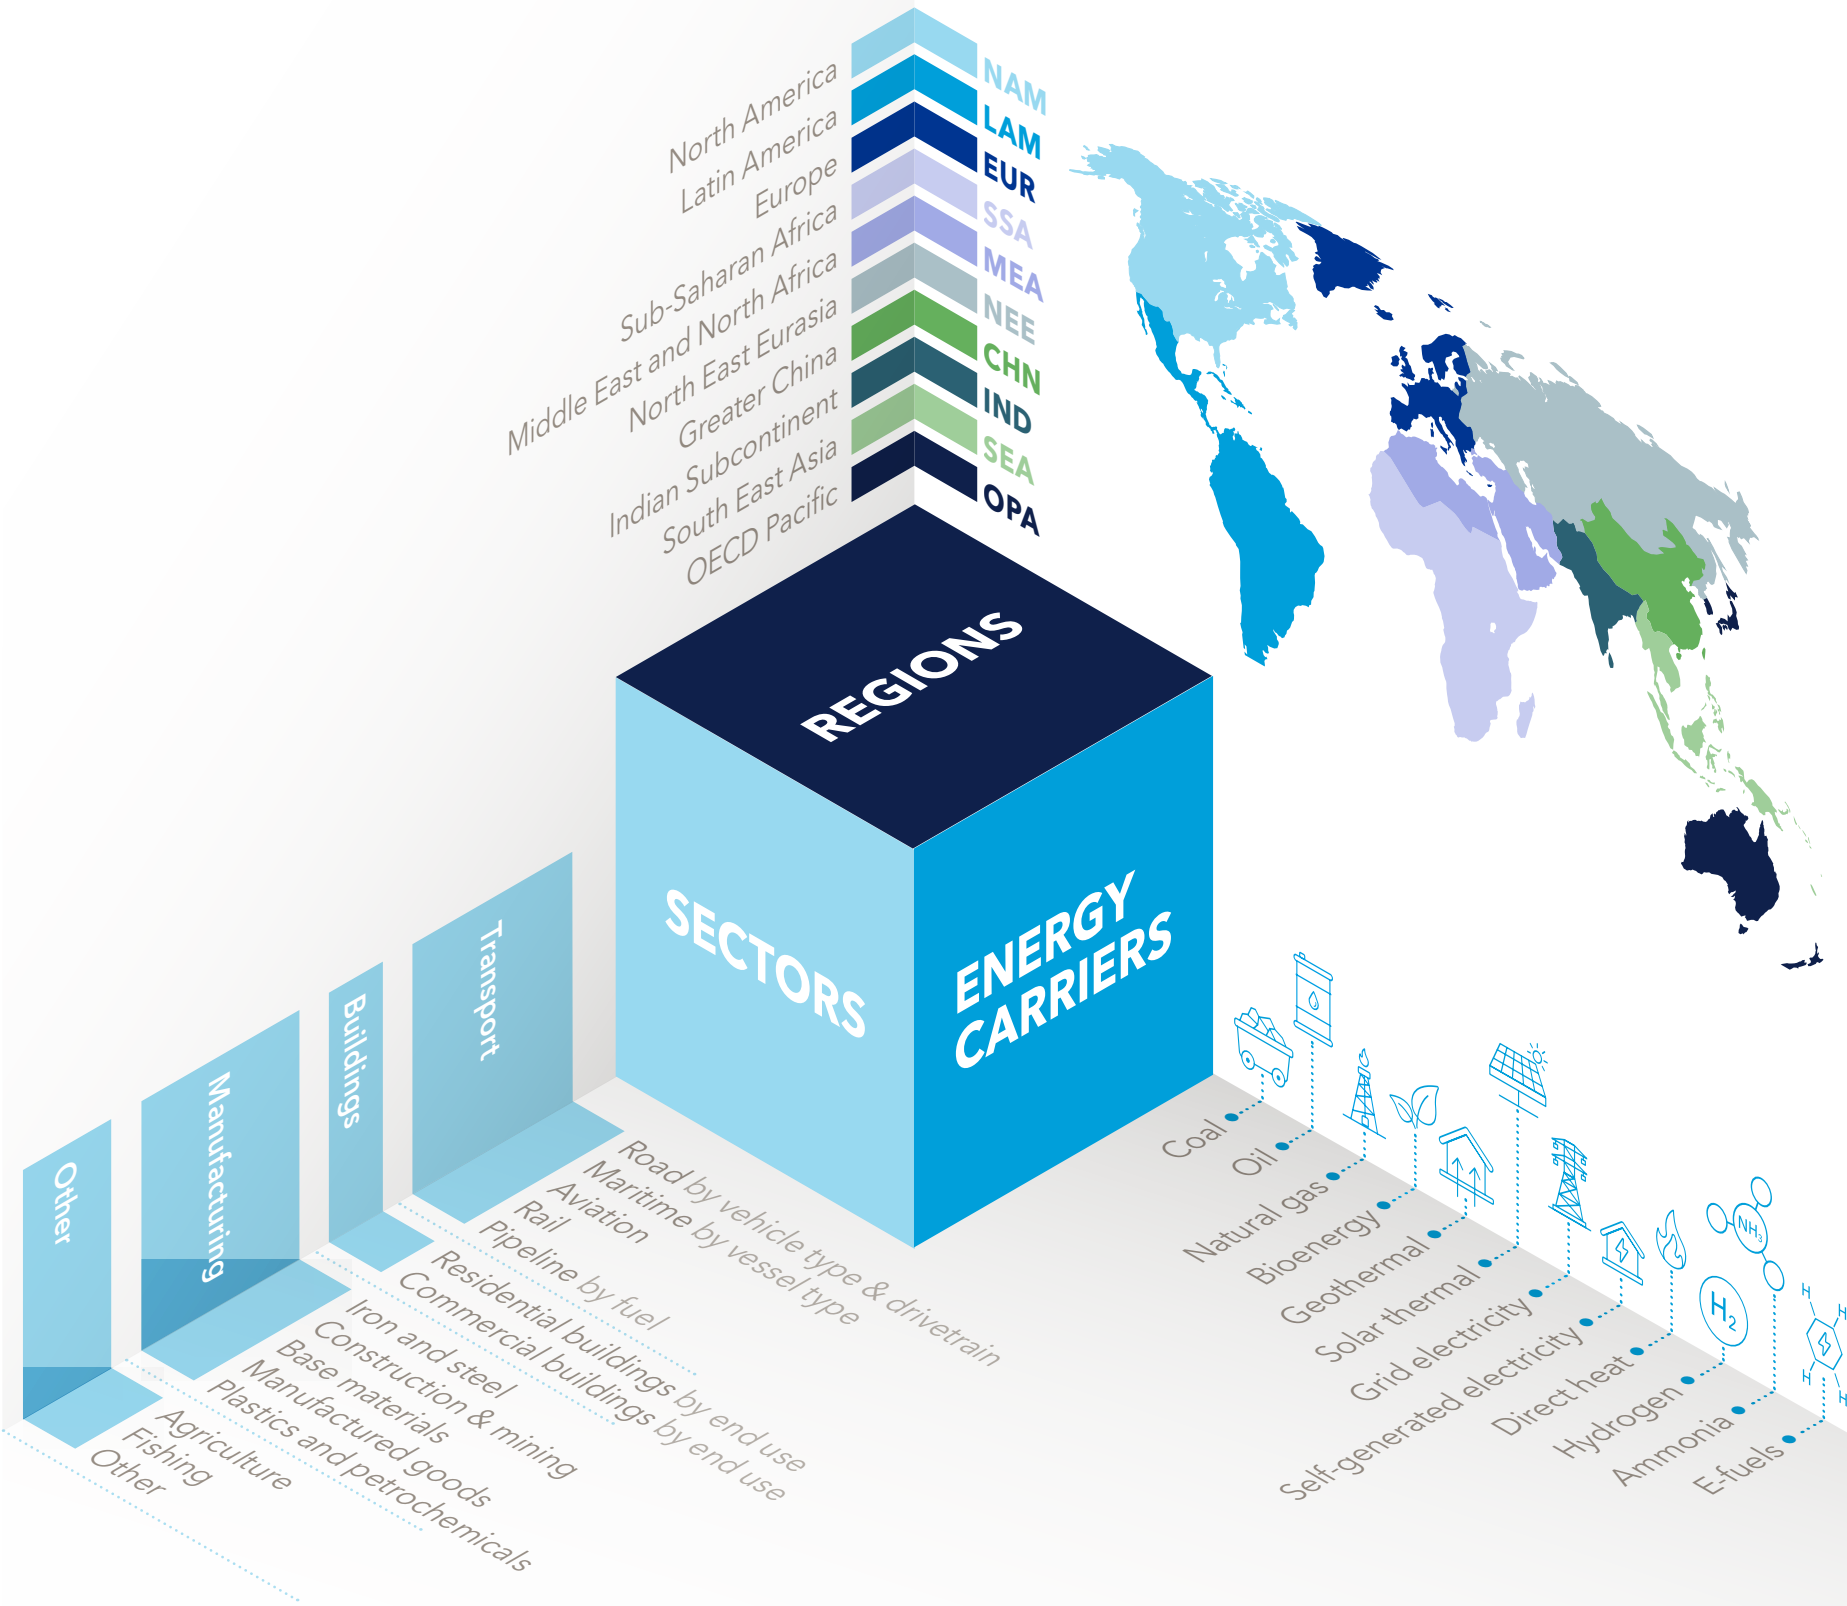 North America
Latin America
Europe
Sub-Saharan Africa
Middle East and North Africa
North East Eurasia
Greater China
Indian Subcontinent
South East Asia
OECD Pacific
NAM
LAM
EUR
SSA
MEA
NEE
CHN
IND
SEA
OPA
REGIONS
SECTORS
ENERGY
CARRIERS
Transport
Buildings
Manufacturing
Other
Road by vehicle type & drivetrain
Maritime by vessel type
Aviation
Rail
Pipeline by fuel
Residential buildings by end use
Commercial buildings by end use
Iron and steel
Construction & mining
Base materials
Manufactured goods
Plastics and petrochemicals
Agriculture
Fishing
Other
Coal
Oil
Natural gas
Bioenergy
Geothermal
Solar thermal
Grid electricity
Self-generated electricity
Direct heat
Hydrogen
Ammonia
E-fuels
NH₃
H₂
H
H
H
H